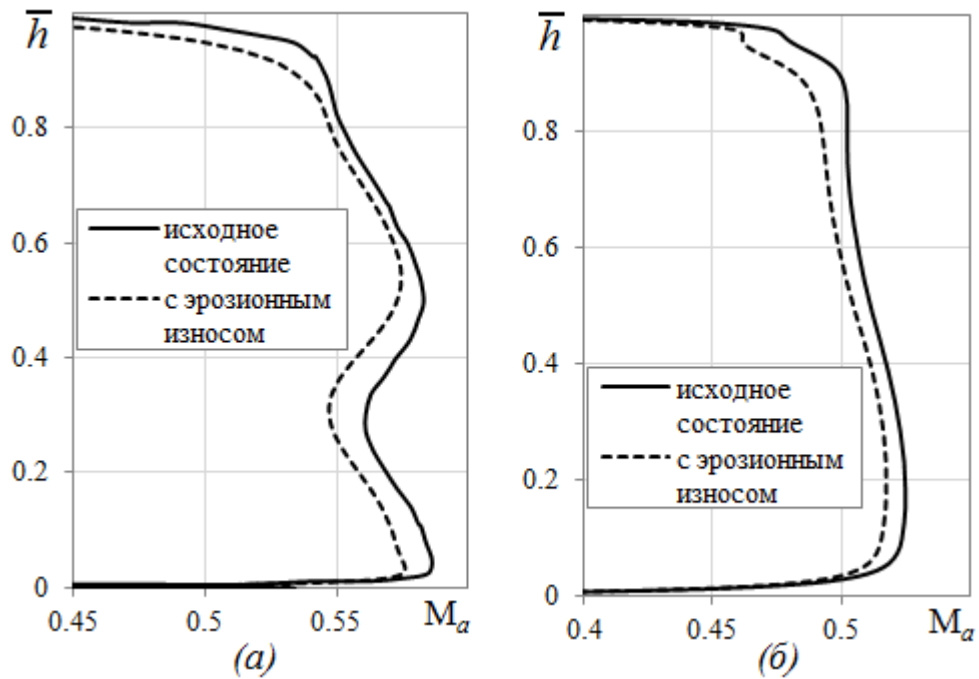 h̅
0.8
0.6
0.4
0.2
0
0.45
0.5
0.55
Mₐ
исходное
состояние
с эрозионным
износом
(а)
h̅
0.8
0.6
0.4
0.2
0
0.4
0.45
0.5
Mₐ
исходное
состояние
с эрозионным
износом
(б)